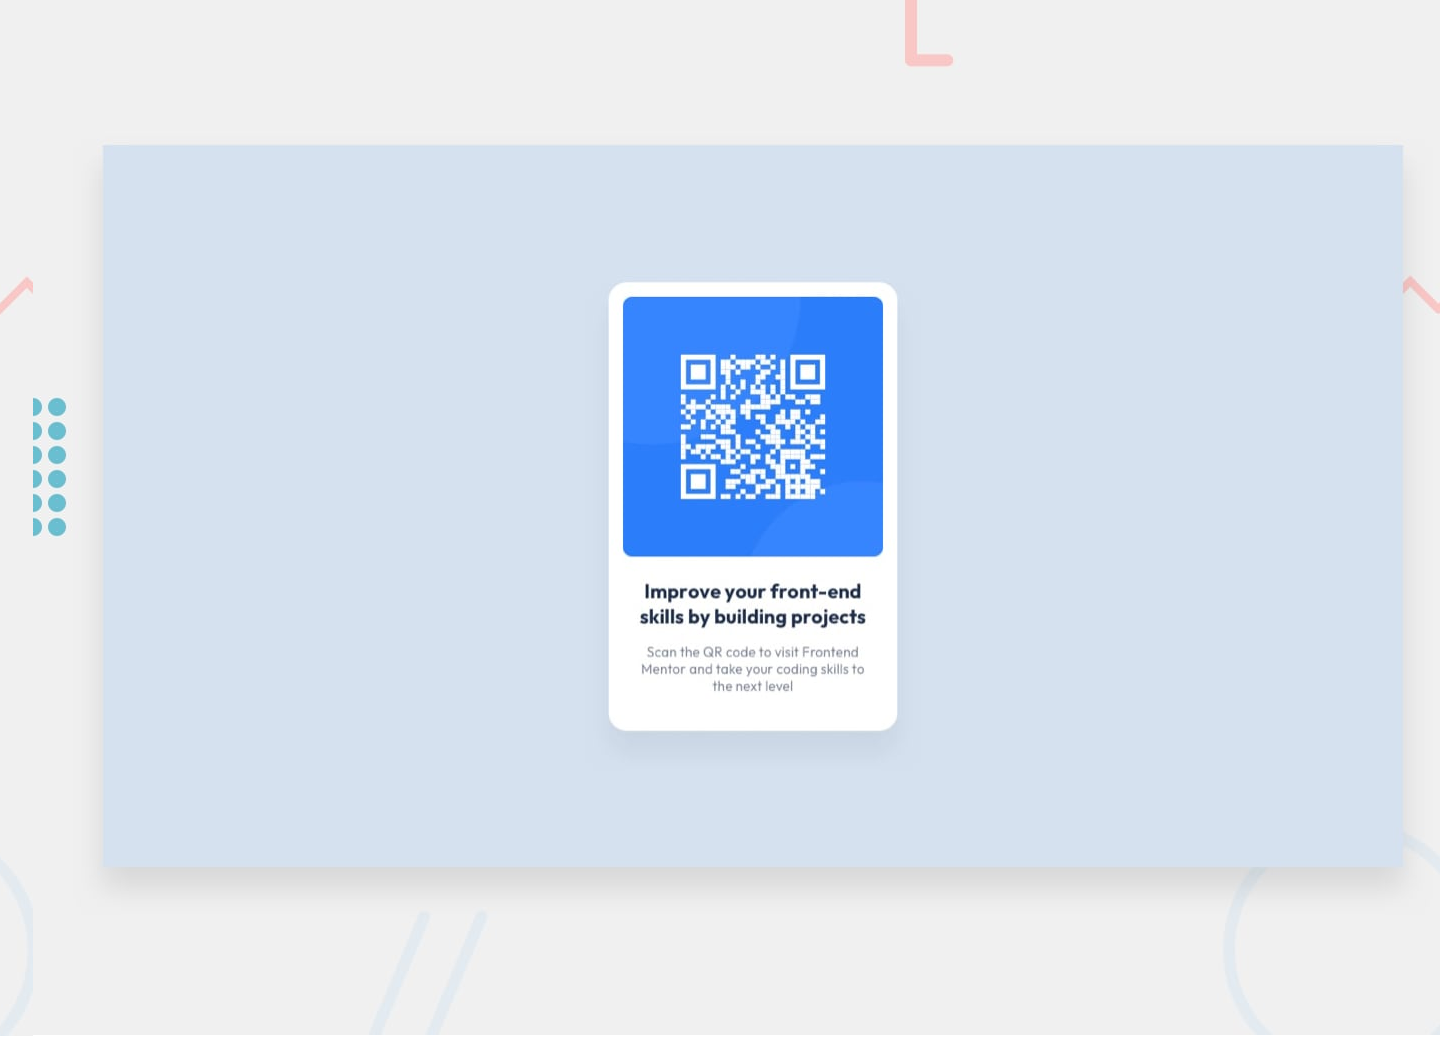 Improve your front-end
skills by building projects
Scan the QR code to visit Frontend
Mentor and take your coding skills to
the next level